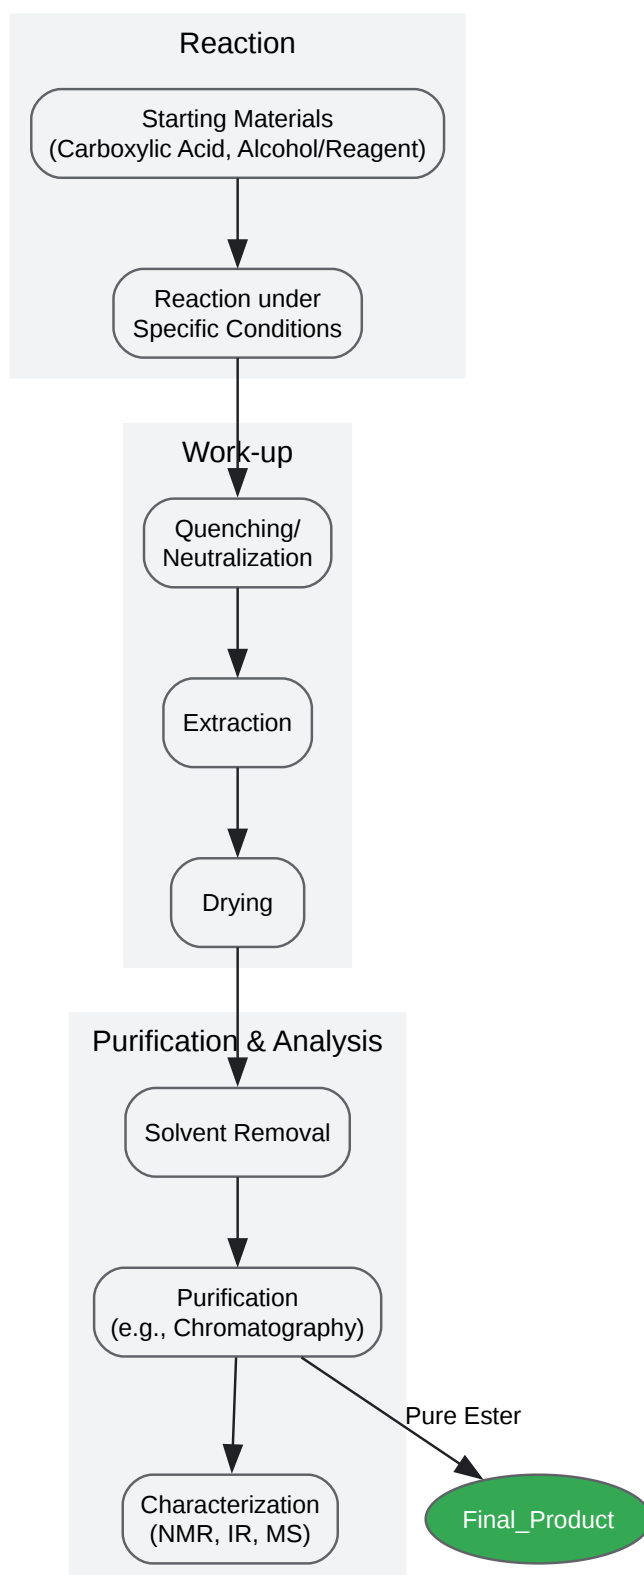 Reaction
Starting Materials
(Carboxylic Acid, Alcohol/Reagent)
Reaction under
Specific Conditions
Work-up
Quenching/
Neutralization
Extraction
Drying
Purification & Analysis
Solvent Removal
Purification
(e.g., Chromatography)
Pure Ester
Characterization
(NMR, IR, MS)
Final_Product